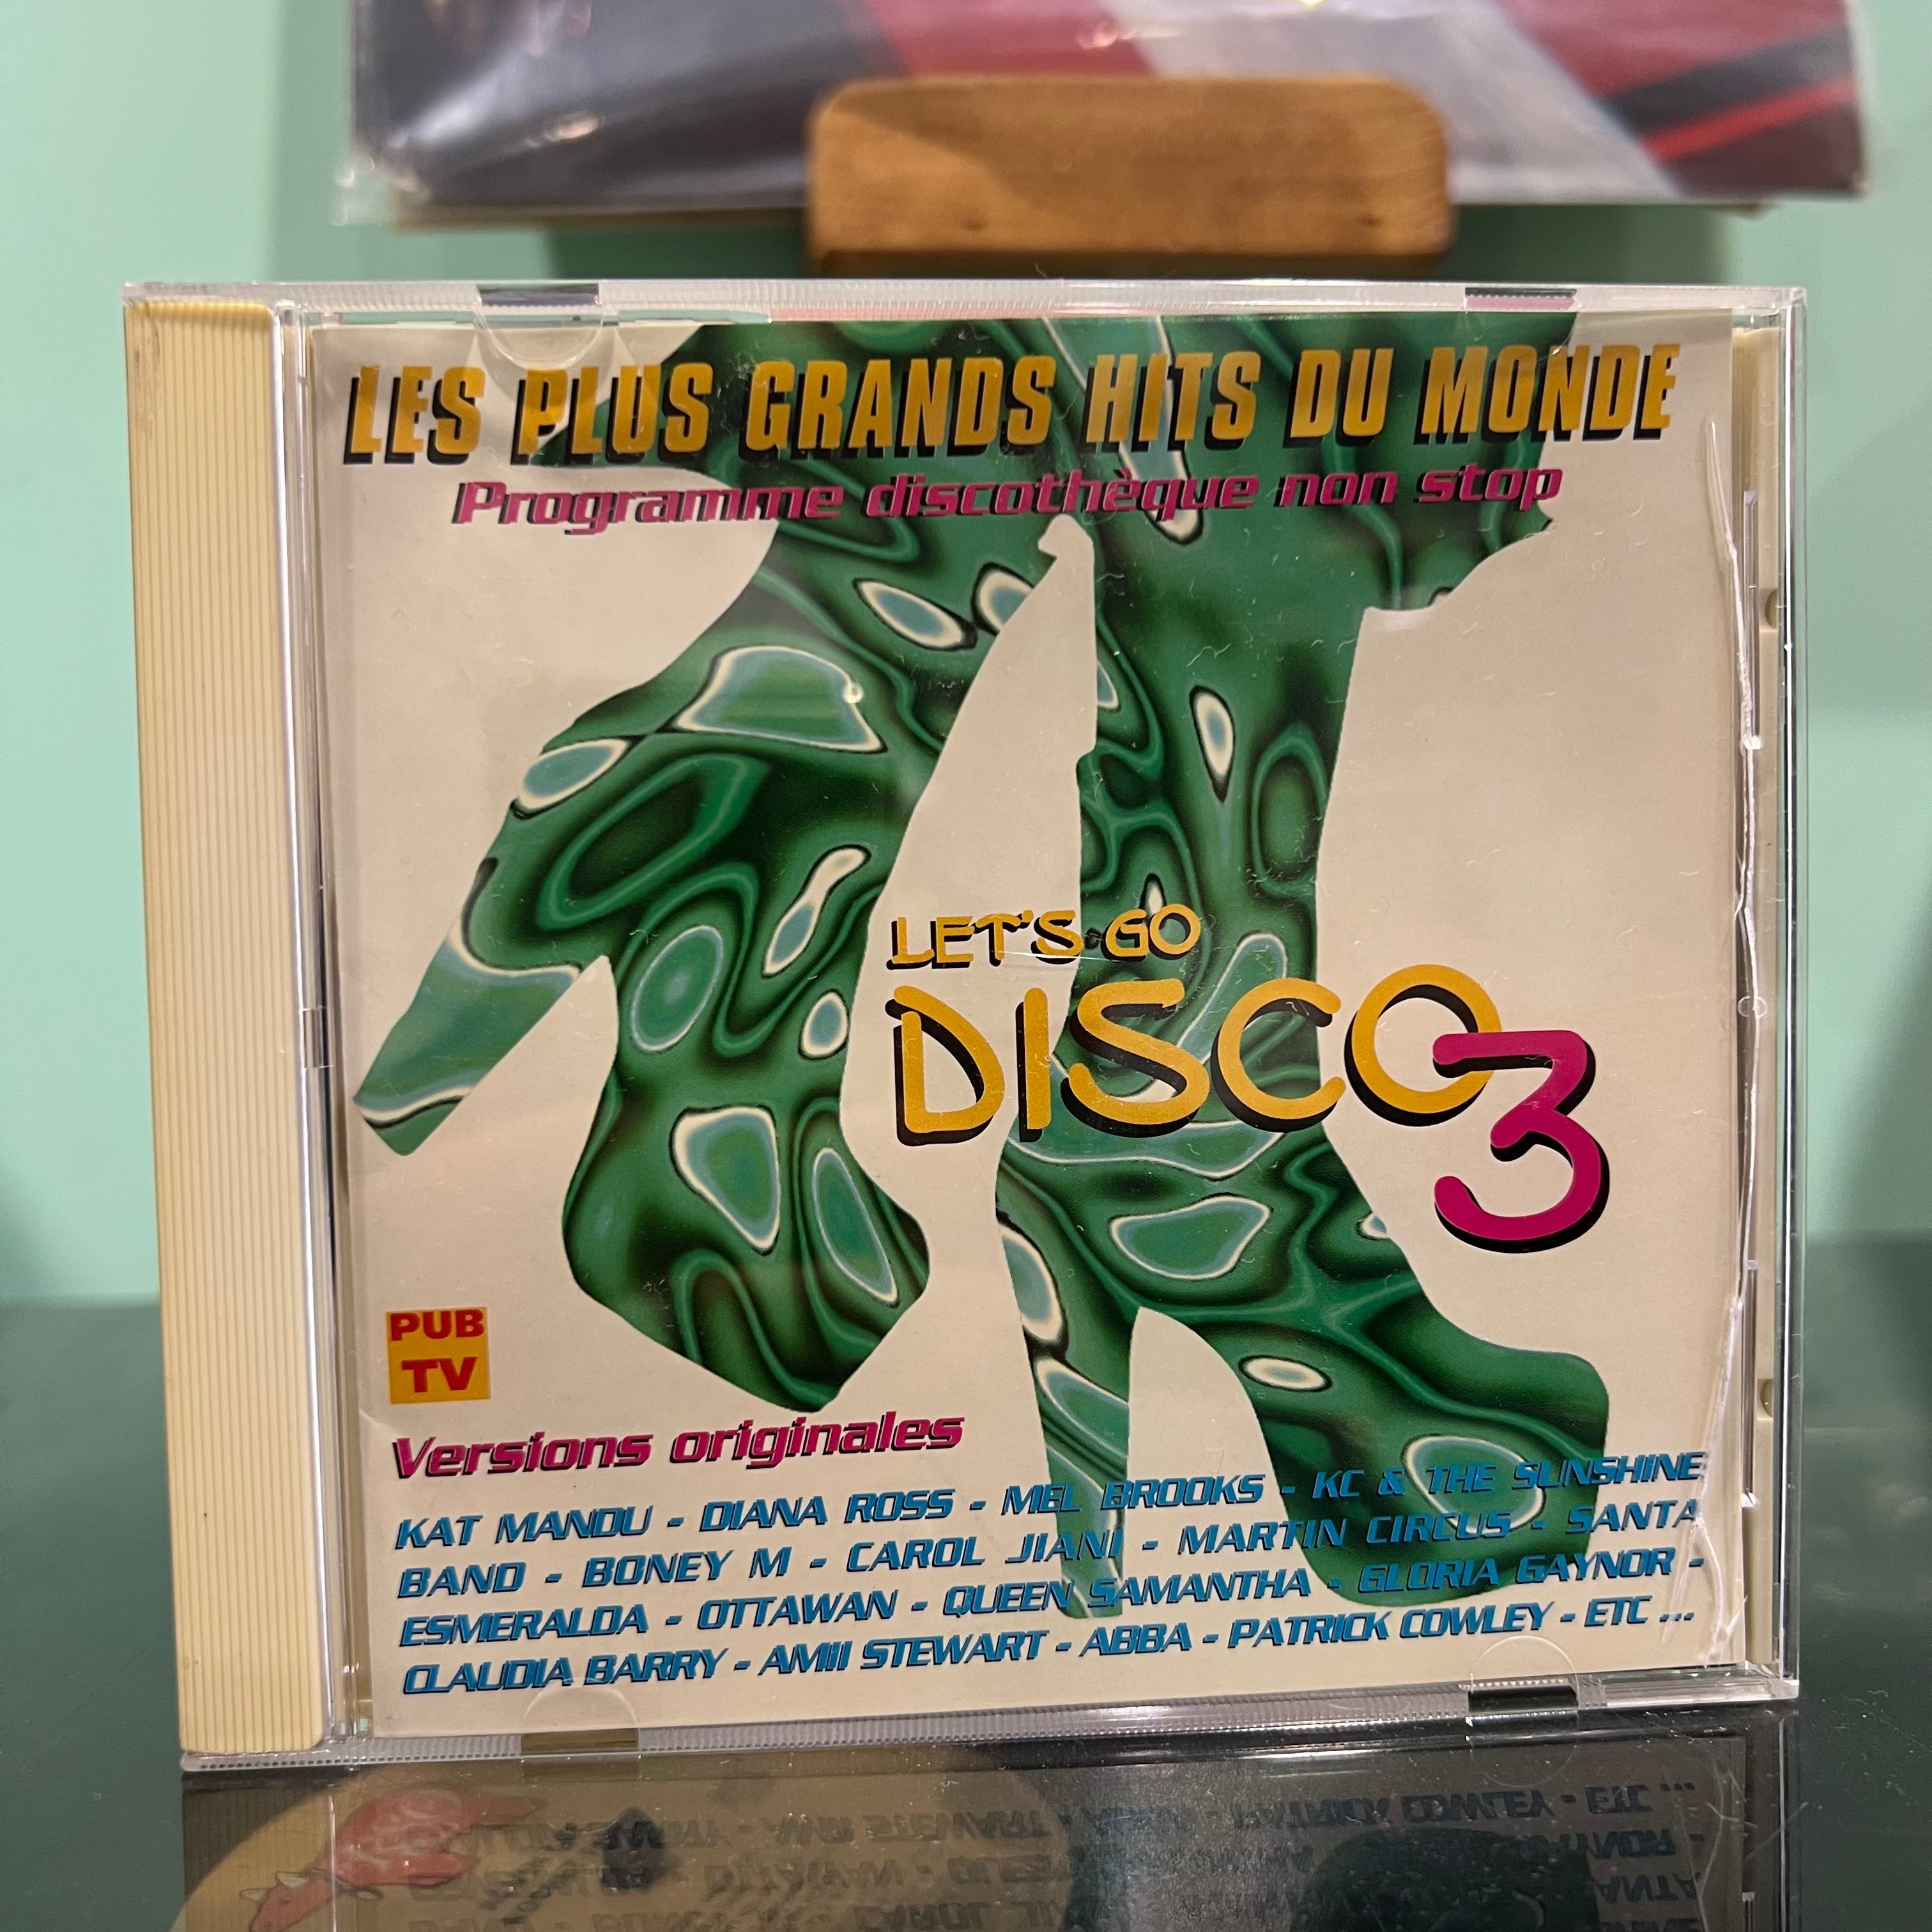 LES PLUS GRANDS HITS DU MONDE
Programme discothèque non stop
LET'S GO
DISCO 3
PUB
TV
Versions originales
KAT MANDU - DIANA ROSS - MEL BROOKS - KC & THE SUNSHINE
BAND - BONEY M - CAROL JIANI - MARTIN CIRCUS - SANTA
ESMERALDA - OTTAWAN - QUEEN SAMANTHA - GLORIA GAYNOR -
CLAUDIA BARRY - AMII STEWART - ABBA - PATRICK COWLEY - ETC ...